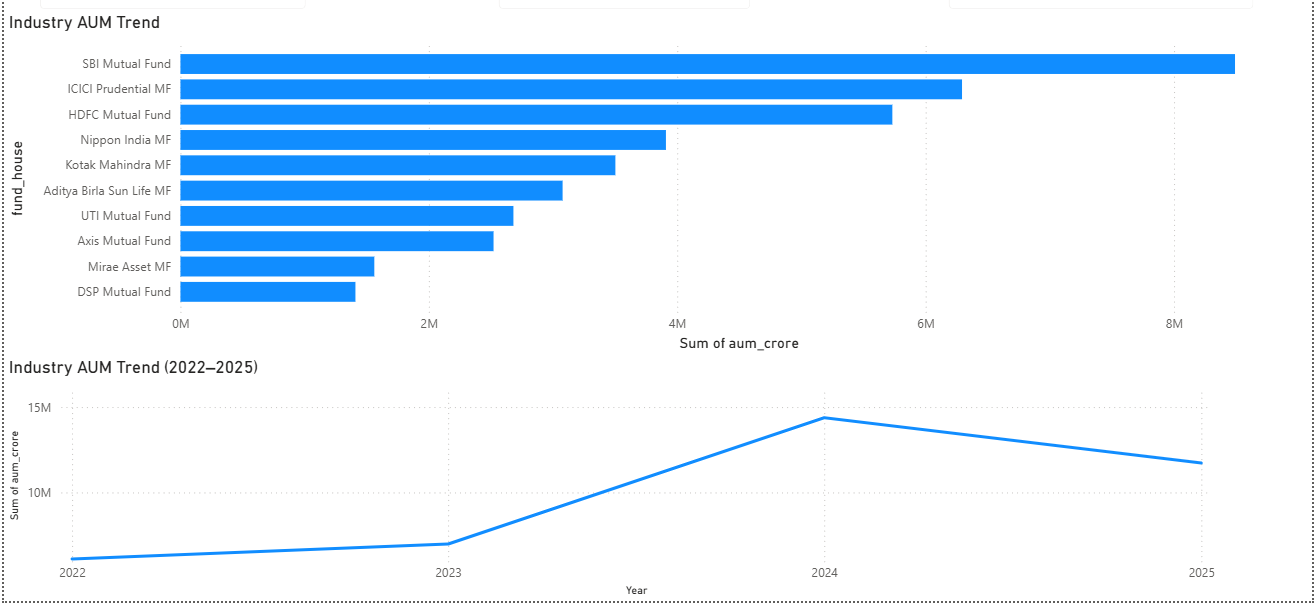 Industry AUM Trend
fund_house
SBI Mutual Fund
ICICI Prudential MF
HDFC Mutual Fund
Nippon India MF
Kotak Mahindra MF
Aditya Birla Sun Life MF
UTI Mutual Fund
Axis Mutual Fund
Mirae Asset MF
DSP Mutual Fund
0M 2M 4M 6M 8M
Sum of aum_crore
Industry AUM Trend (2022–2025)
Sum of aum_crore
15M
10M
2022 2023 2024 2025
Year